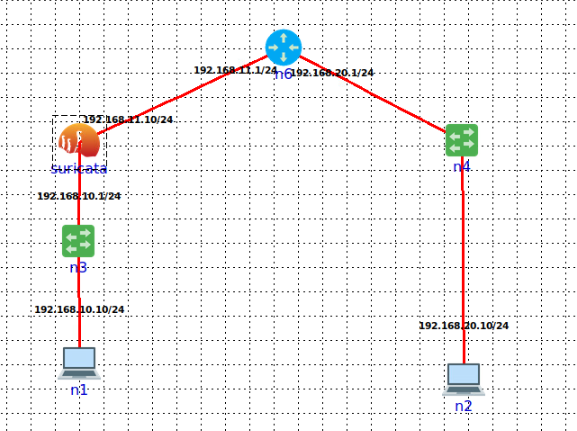 192.168.11.1/24
n6
192.168.20.1/24
192.168.11.10/24
suricata
n4
192.168.10.1/24
n3
192.168.10.10/24
192.168.20.10/24
n1
n2